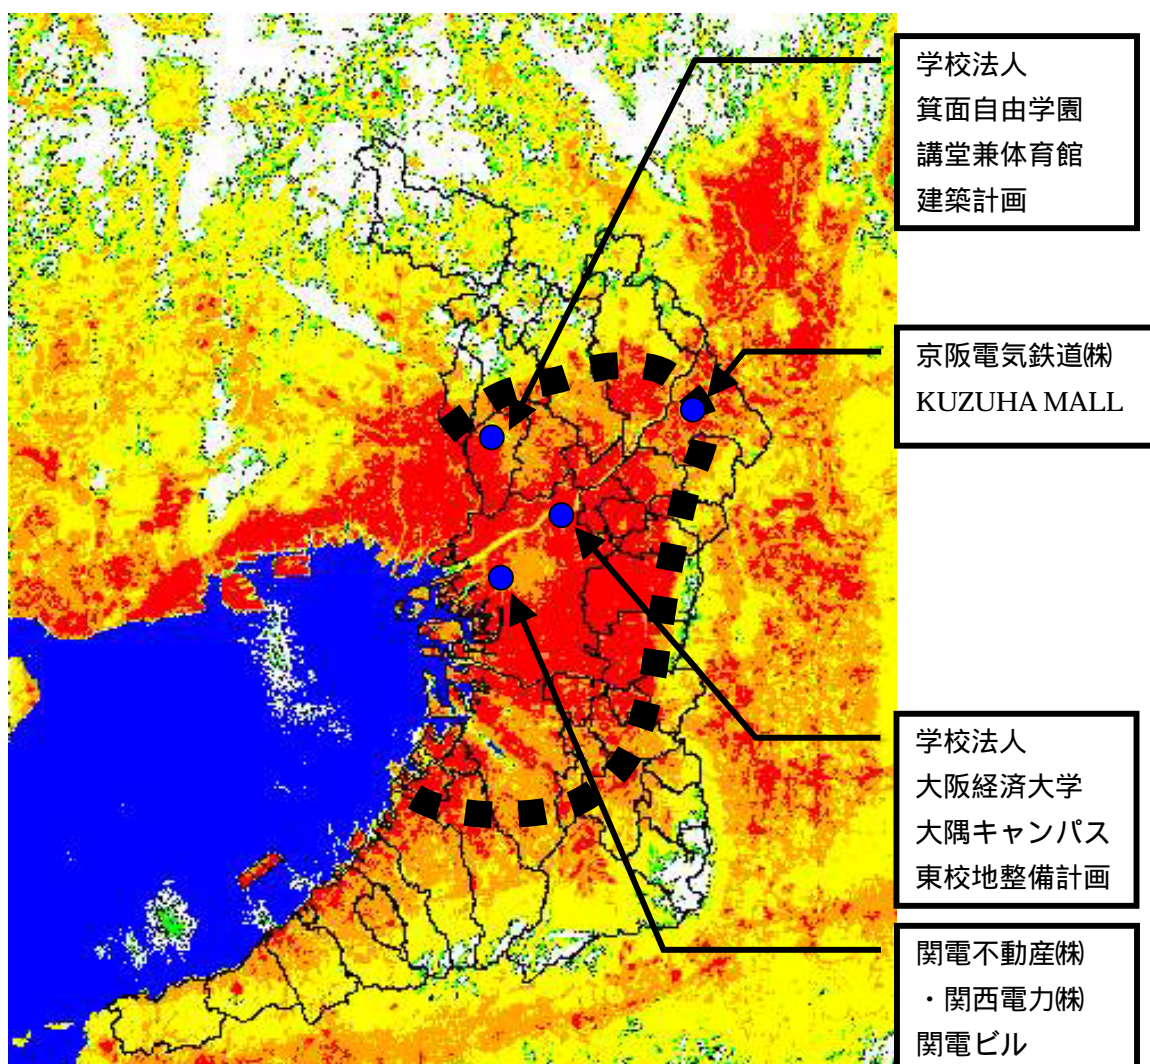 学校法人
箕面自由学園
講堂兼体育館
建築計画
京阪電気鉄道㈱
KUZUHA MALL
学校法人
大阪経済大学
大隅キャンパス
東校地整備計画
関電不動産㈱
・関西電力㈱
関電ビル